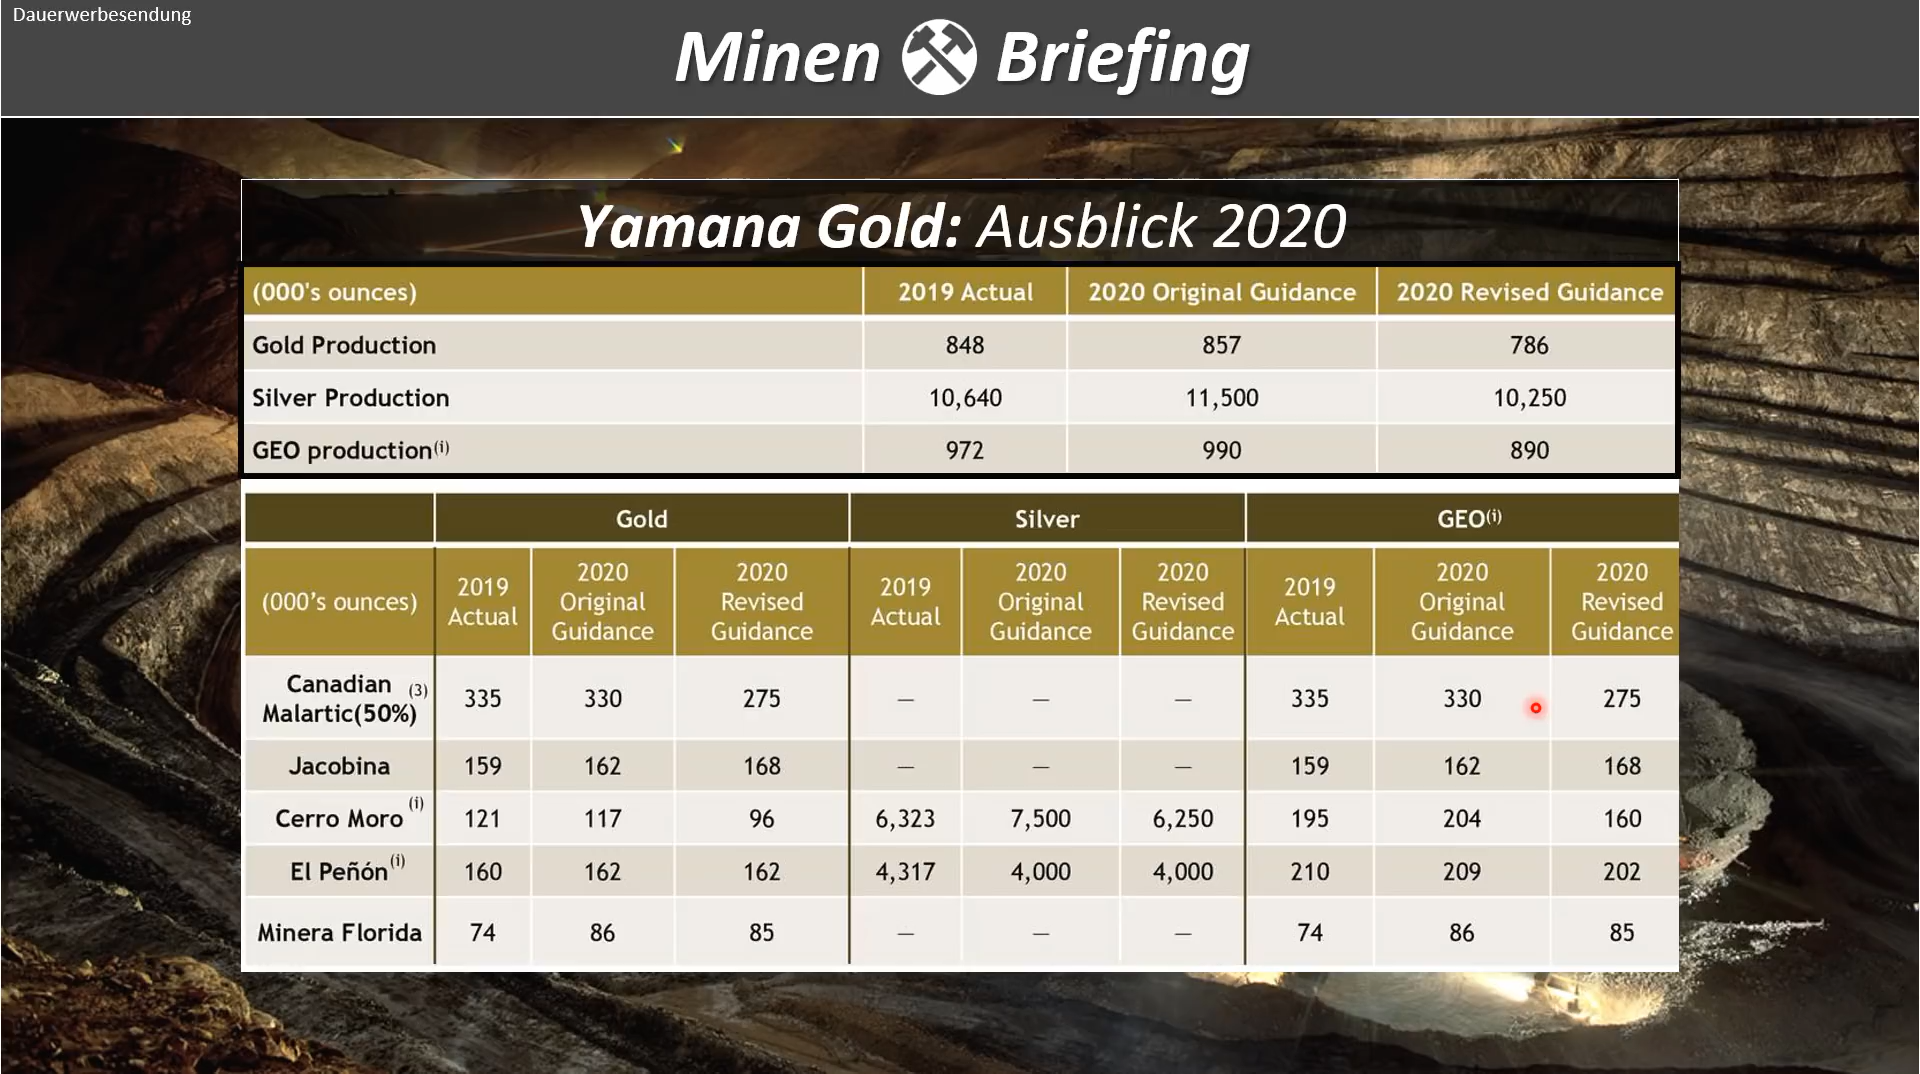 Dauerwerbesendung
Minen Briefing
Yamana Gold: Ausblick 2020
(000's ounces) 2019 Actual 2020 Original Guidance 2020 Revised Guidance
Gold Production 848 857 786
Silver Production 10,640 11,500 10,250
GEO production(i) 972 990 890
Gold Silver GEO(i)
(000's ounces) 2019 Actual 2020 Original Guidance 2020 Revised Guidance 2019 Actual 2020 Original Guidance 2020 Revised Guidance 2019 Actual 2020 Original Guidance 2020 Revised Guidance
Canadian Malartic(50%) (3) 335 330 275 — — — 335 330 275
Jacobina 159 162 168 — — — 159 162 168
Cerro Moro (i) 121 117 96 6,323 7,500 6,250 195 204 160
El Peñón (i) 160 162 162 4,317 4,000 4,000 210 209 202
Minera Florida 74 86 85 — — — 74 86 85